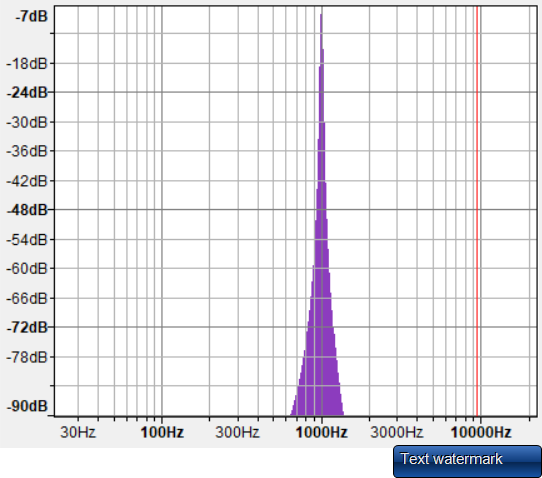 -7dB
-18dB
-24dB
-30dB
-36dB
-42dB
-48dB
-54dB
-60dB
-66dB
-72dB
-78dB
-90dB
30Hz 100Hz 300Hz 1000Hz 3000Hz 10000Hz
Text watermark